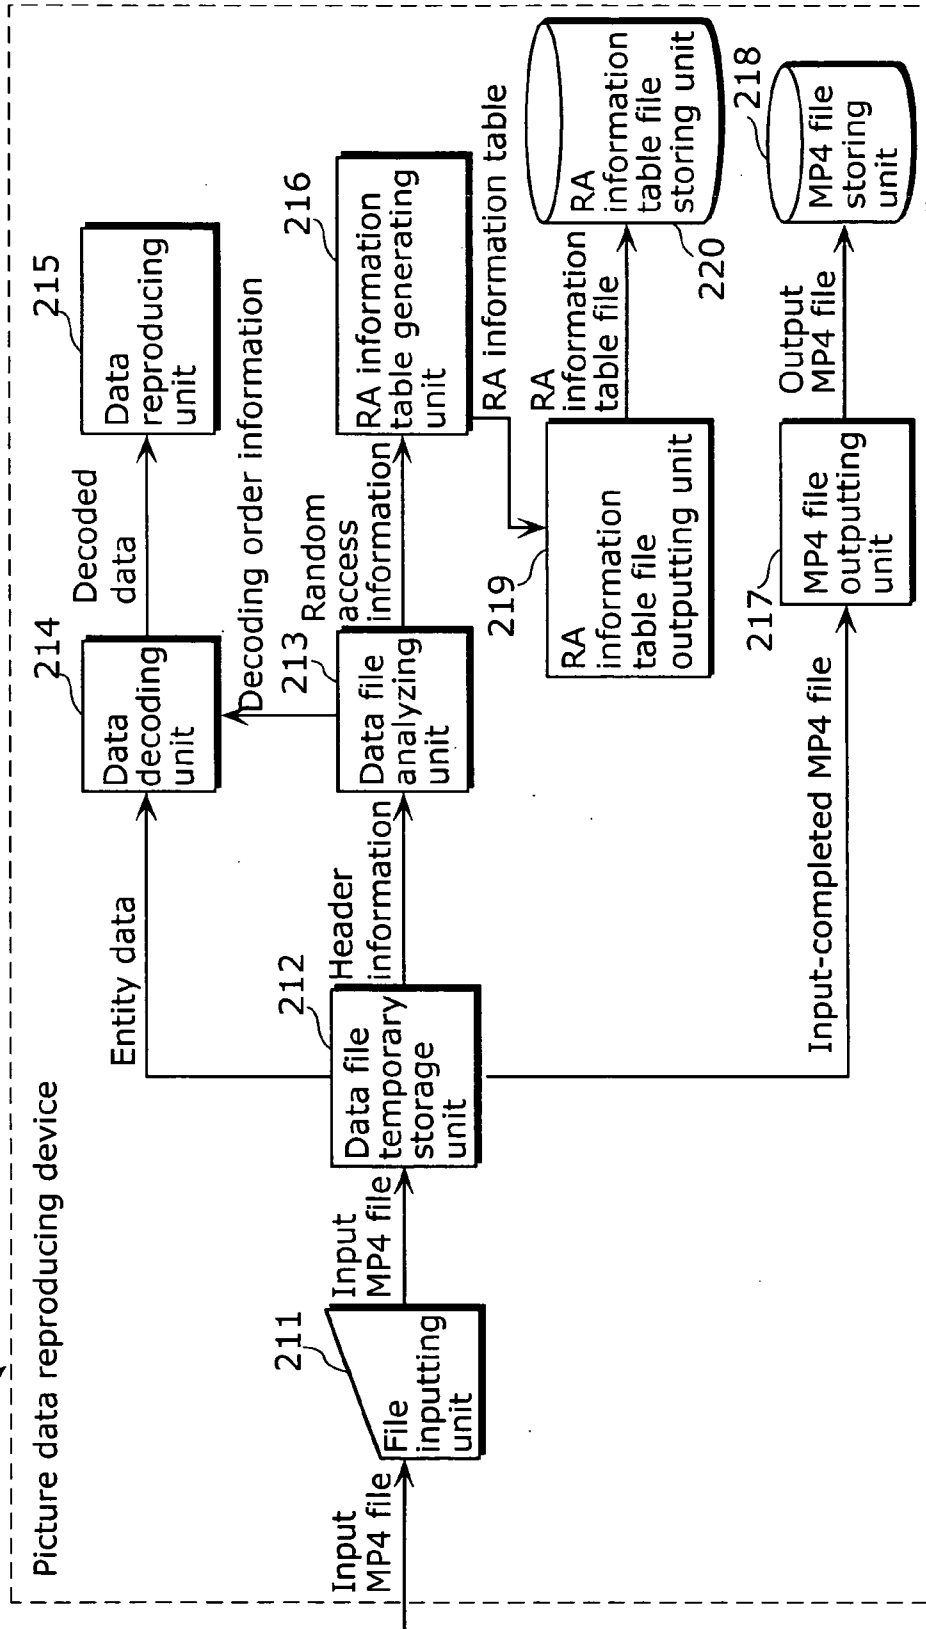 Picture data reproducing device
Input
MP4 file
211
File
inputting
unit
Input
MP4 file
212
Data file
temporary
storage
unit
Entity data
Header
information
Input-completed MP4 file
213
Data file
analyzing
unit
214
Data
decoding
unit
Decoding order information
Decoded
data
215
Data
reproducing
unit
Random
access
information
216
RA information
table generating
unit
RA information table
219
RA
information
table file
outputting unit
RA
information
table file
220
RA
information
table file
storing unit
217
MP4 file
outputting
unit
Output
MP4 file
218
MP4 file
storing
unit